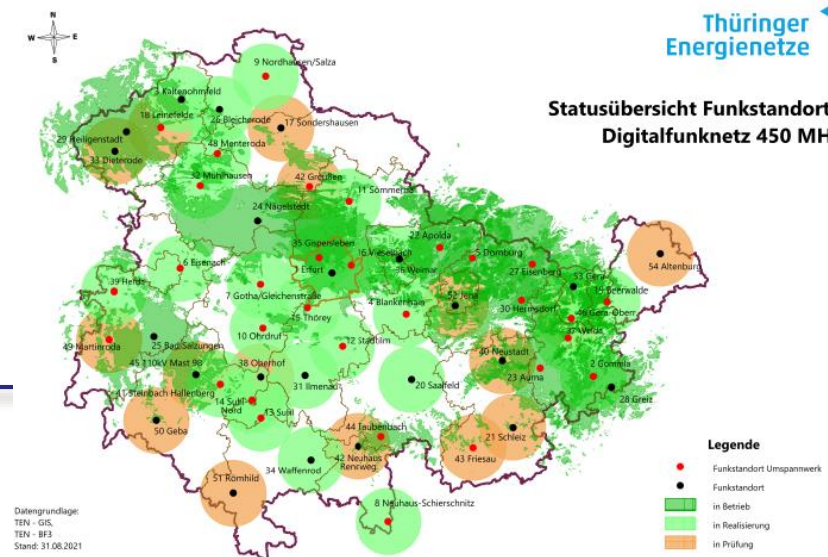 N
W
E
S
Thüringer
Energienetze
Statusübersicht Funkstandort
Digitalfunknetz 450 MH
9 Nordhausen/Salza
3 Kaltenohmfeld
18 Leinefelde
26 Bleicherode
17 Sondershausen
29 Heiligenstadt
33 Dieterode
48 Menteroda
32 Mühlhausen
42 Greußen
11 Sömmerda
24 Nägelstedt
35 Gispersleben
16 Vieselbach
1 Erfurt
36 Weimar
22 Apolda
5 Dornburg
27 Eisenberg
53 Gera
54 Altenburg
19 Beerwalde
6 Eisenach
39 Herda
7 Gotha/Gleichenstraße
4 Blankenhain
52 Jena
30 Hermsdorf
46 Gera-Oberr
37 Weida
15 Thörey
10 Ohrdruf
12 Stadtilm
49 Martinroda
25 Bad Salzungen
45 110kV Mast 98
38 Oberhof
40 Neustadt
23 Auma
2 Gommla
41 Steinbach Hallenberg
31 Ilmenau
20 Saalfeld
28 Greiz
14 Suhl
Nord
13 Suhl
50 Geba
44 Taubenbach
21 Schleiz
42 Neuhaus
Rennweg
43 Friesau
34 Waffenrod
51 Römhild
8 Neuhaus-Schierschnitz
Legende
Funkstandort Umspannwerk
Funkstandort
in Betrieb
in Realisierung
in Prüfung
Datengrundlage:
TEN - GIS,
TEN - BF3
Stand: 31.08.2021